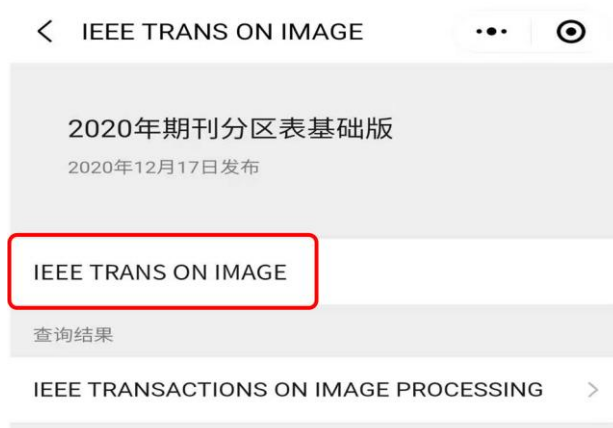 IEEE TRANS ON IMAGE
2020年期刊分区表基础版
2020年12月17日发布
IEEE TRANS ON IMAGE
查询结果
IEEE TRANSACTIONS ON IMAGE PROCESSING